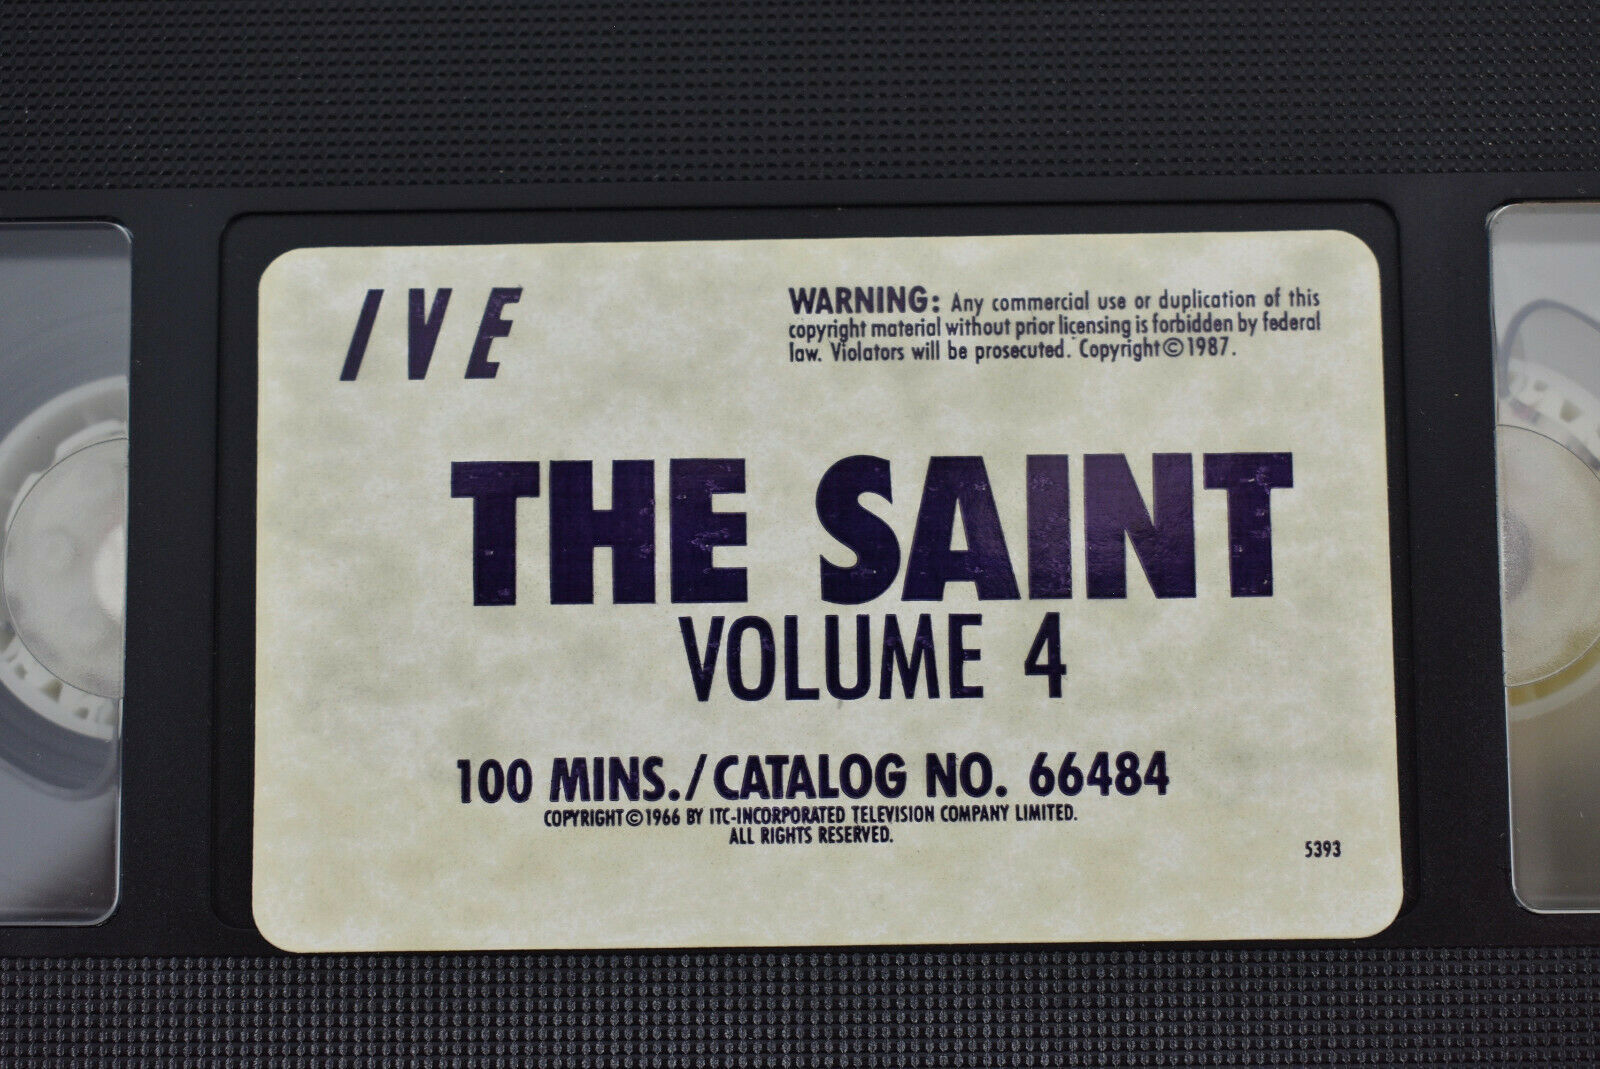 IVE
WARNING: Any commercial use or duplication of this
copyright material without prior licensing is forbidden by federal
law. Violators will be prosecuted. Copyright©1987.
THE SAINT
VOLUME 4
100 MINS./CATALOG NO. 66484
COPYRIGHT©1966 BY ITC-INCORPORATED TELEVISION COMPANY LIMITED.
ALL RIGHTS RESERVED.
5393